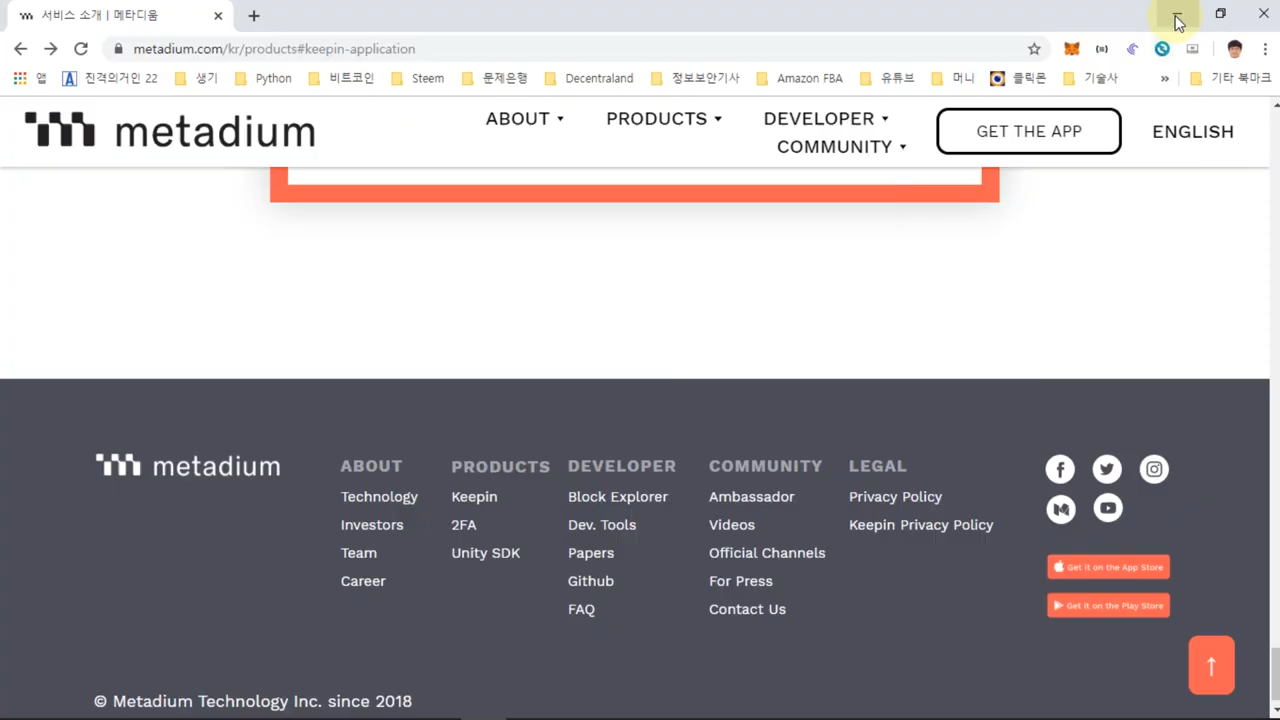 서비스 소개 | 메타디움
metadium.com/kr/products#keepin-application
앱 진격의거인 22 생기 Python 비트코인 Steem 문제은행 Decentraland 정보보안기사 Amazon FBA 유튜브 머니 클릭몬 기술사 » 기타 북마크
metadium
ABOUT PRODUCTS DEVELOPER
COMMUNITY
GET THE APP
ENGLISH
metadium
ABOUT
Technology
Investors
Team
Career
PRODUCTS
Keepin
2FA
Unity SDK
DEVELOPER
Block Explorer
Dev. Tools
Papers
Github
FAQ
COMMUNITY
Ambassador
Videos
Official Channels
For Press
Contact Us
LEGAL
Privacy Policy
Keepin Privacy Policy
Get it on the App Store
Get it on the Play Store
© Metadium Technology Inc. since 2018